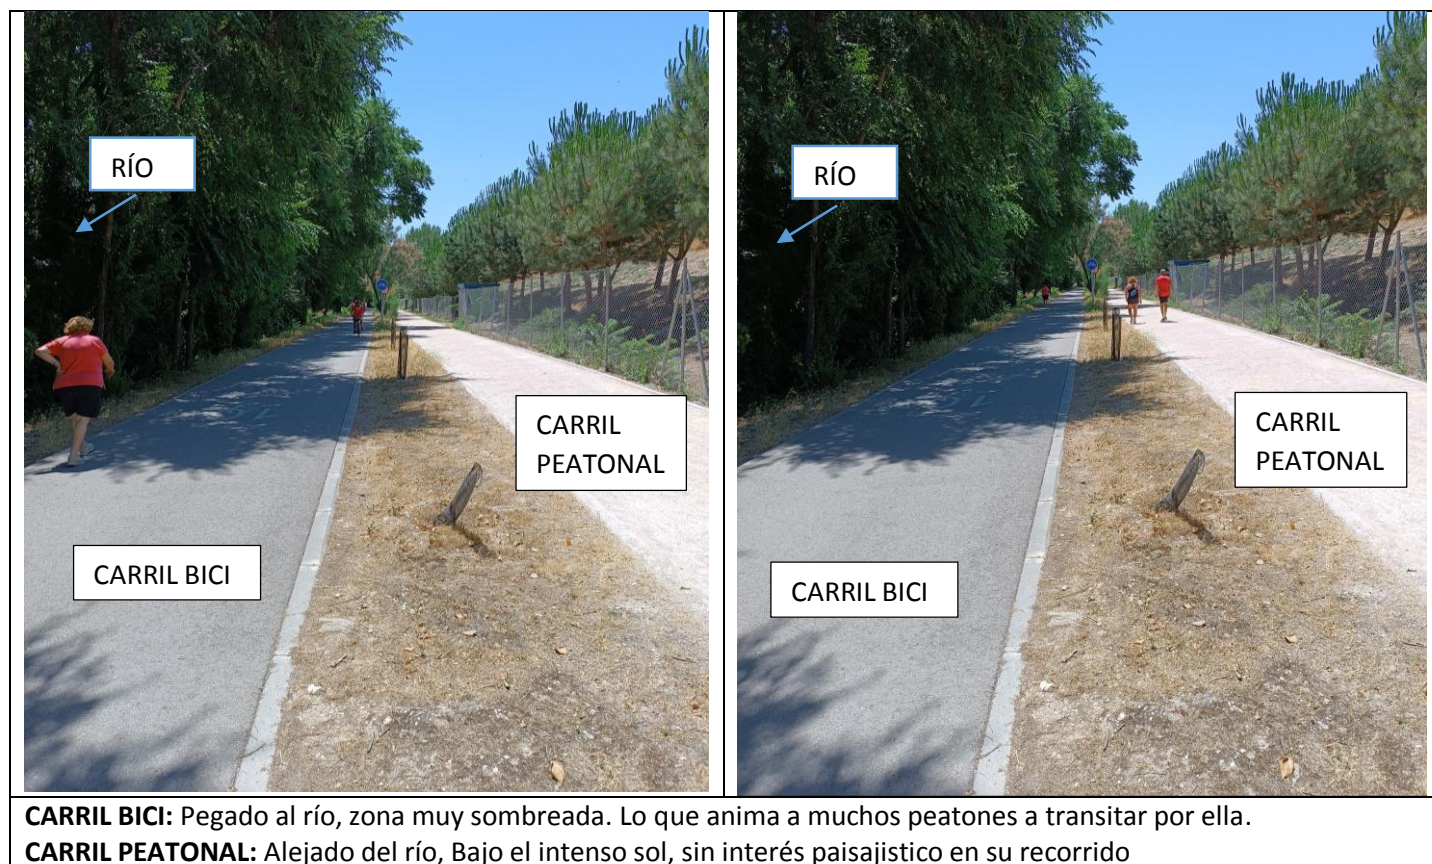 RÍO
CARRIL
PEATONAL
CARRIL BICI
RÍO
CARRIL
PEATONAL
CARRIL BICI
CARRIL BICI: Pegado al río, zona muy sombreada. Lo que anima a muchos peatones a transitar por ella.
CARRIL PEATONAL: Alejado del río, Bajo el intenso sol, sin interés paisajistico en su recorrido